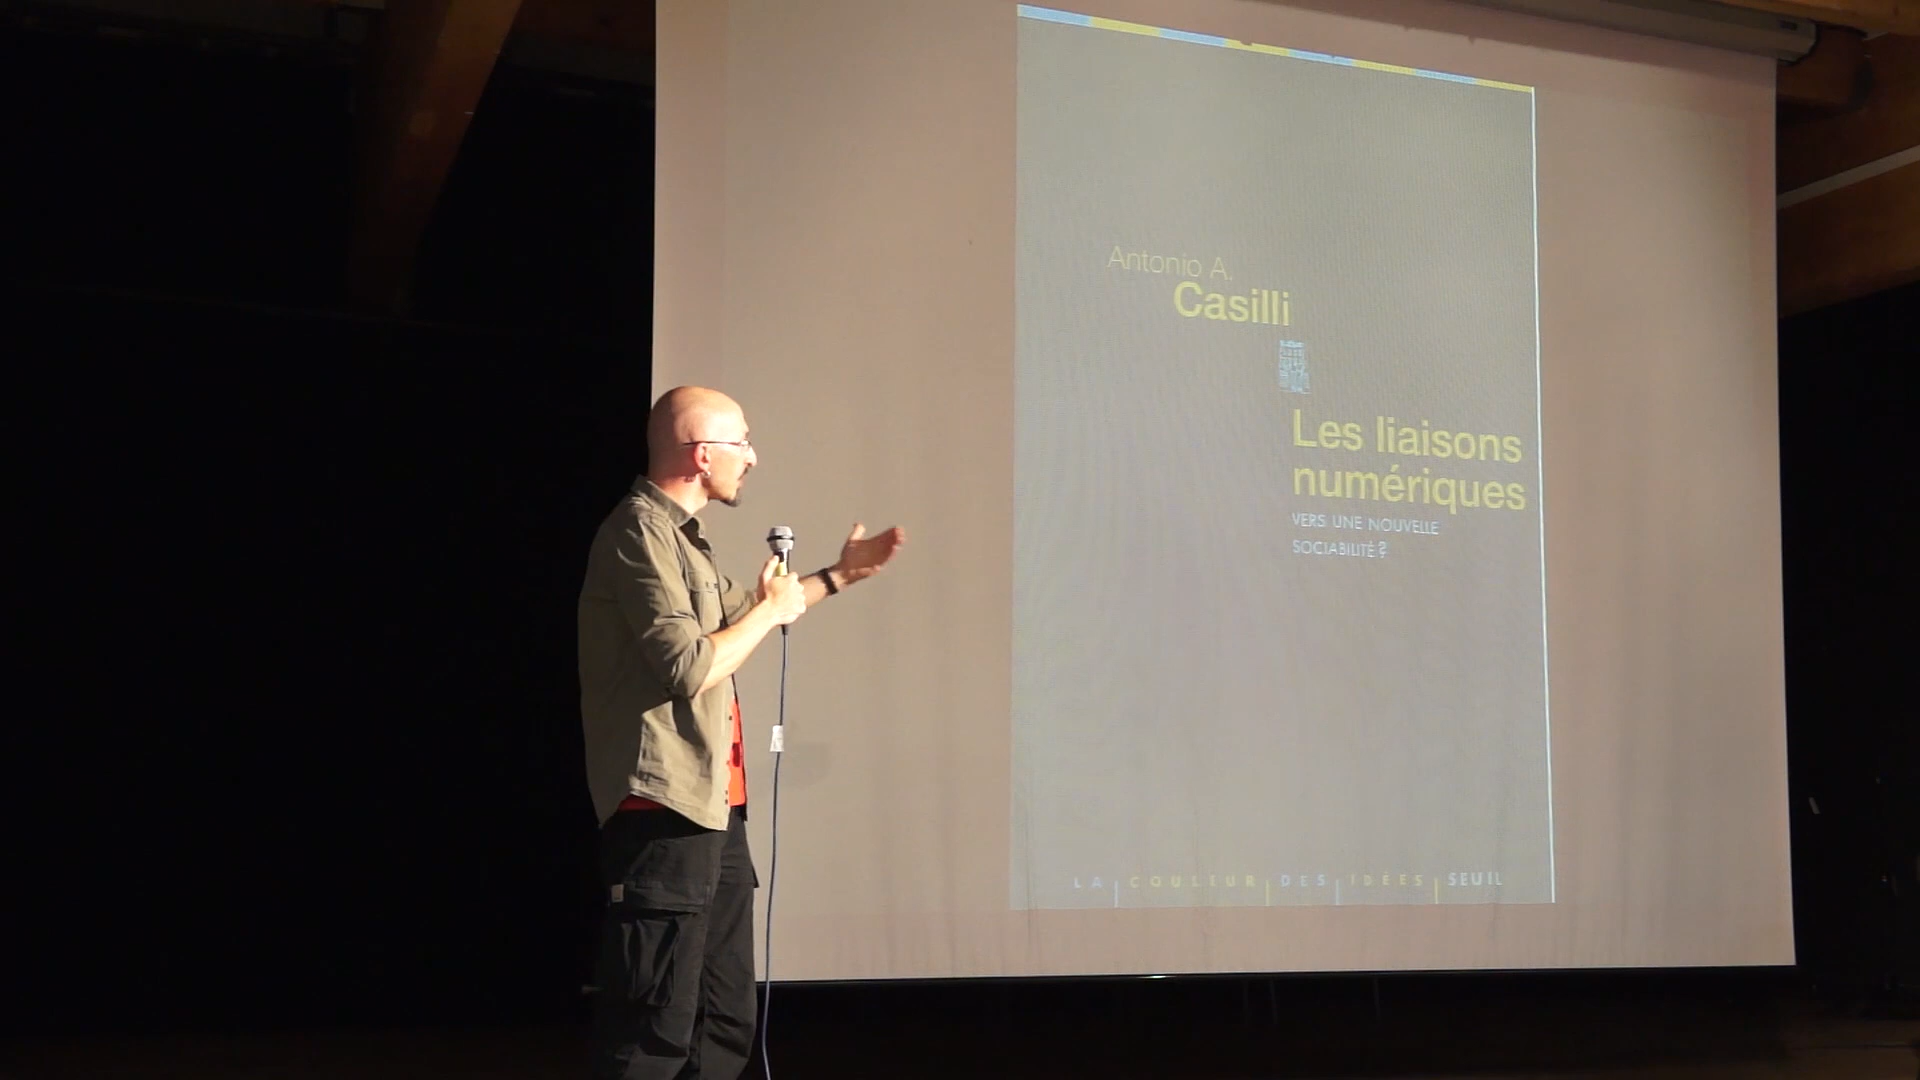 Antonio A.
Casilli
Les liaisons
numériques
VERS UNE NOUVELLE
SOCIABILITÉ ?
LA COULEUR DES IDÉES SEUIL